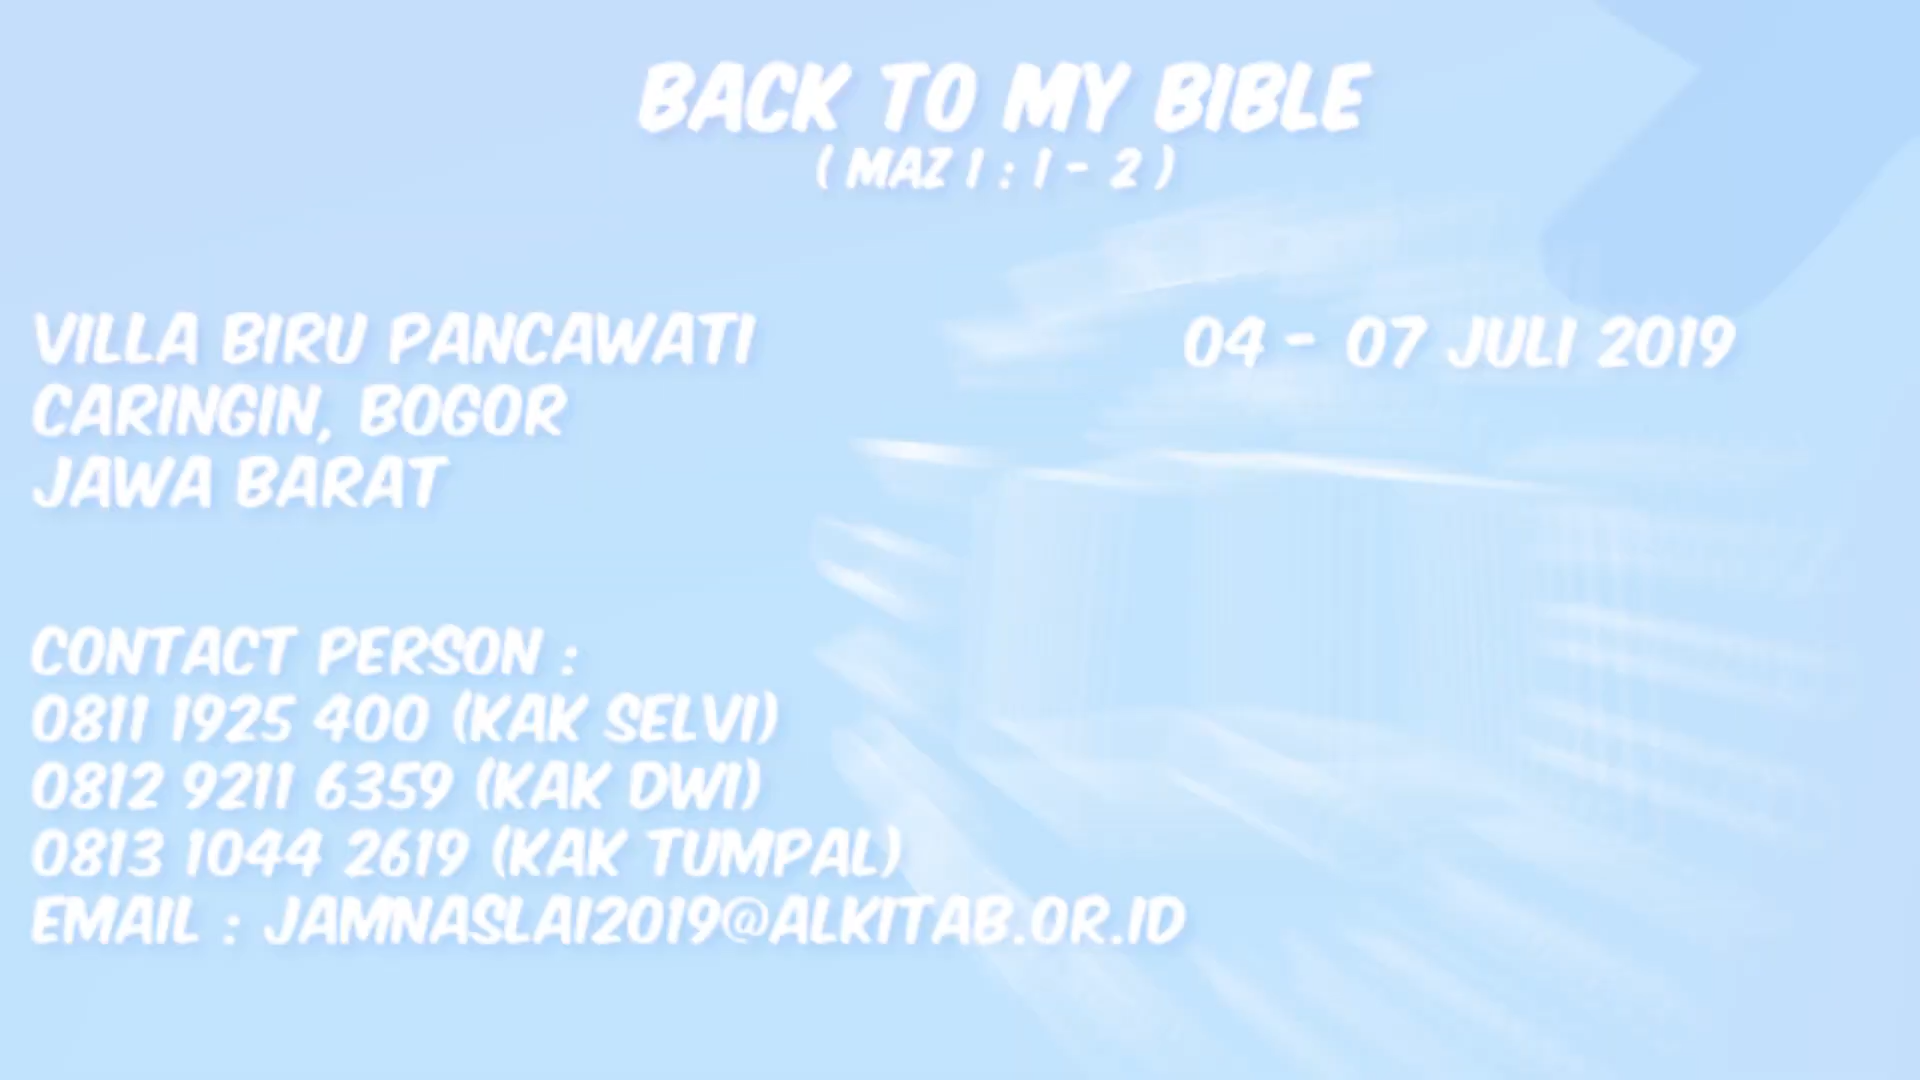 BACK TO MY BIBLE
( MAZ 1 : 1 - 2 )
VILLA BIRU PANCAWATI
CARINGIN, BOGOR
JAWA BARAT
04 - 07 JULI 2019
CONTACT PERSON :
0811 1925 400 (KAK SELVI)
0812 9211 6359 (KAK DWI)
0813 1044 2619 (KAK TUMPAL)
EMAIL : JAMNASLAI2019@ALKITAB.OR.ID